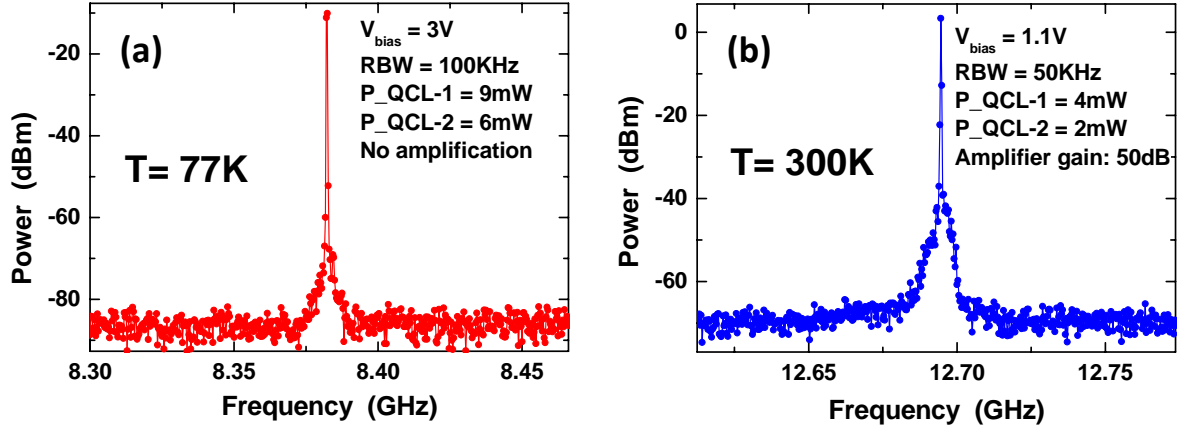 (a)
V_bias = 3V
RBW = 100KHz
P_QCL-1 = 9mW
P_QCL-2 = 6mW
No amplification
T= 77K
Power (dBm)
-20
-40
-60
-80
8.30
8.35
8.40
8.45
Frequency (GHz)
(b)
V_bias = 1.1V
RBW = 50KHz
P_QCL-1 = 4mW
P_QCL-2 = 2mW
Amplifier gain: 50dB
T= 300K
Power (dBm)
0
-20
-40
-60
12.65
12.70
12.75
Frequency (GHz)